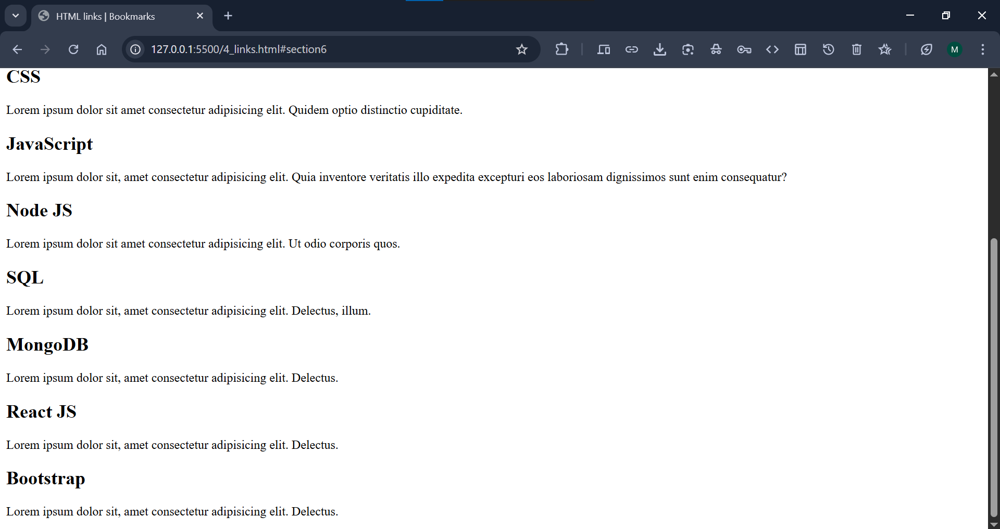 HTML links | Bookmarks
127.0.0.1:5500/4_links.html#section6
M
CSS
Lorem ipsum dolor sit amet consectetur adipisicing elit. Quidem optio distinctio cupiditate.
JavaScript
Lorem ipsum dolor sit, amet consectetur adipisicing elit. Quia inventore veritatis illo expedita excepturi eos laboriosam dignissimos sunt enim consequatur?
Node JS
Lorem ipsum dolor sit amet consectetur adipisicing elit. Ut odio corporis quos.
SQL
Lorem ipsum dolor sit, amet consectetur adipisicing elit. Delectus, illum.
MongoDB
Lorem ipsum dolor sit, amet consectetur adipisicing elit. Delectus.
React JS
Lorem ipsum dolor sit, amet consectetur adipisicing elit. Delectus.
Bootstrap
Lorem ipsum dolor sit, amet consectetur adipisicing elit. Delectus.